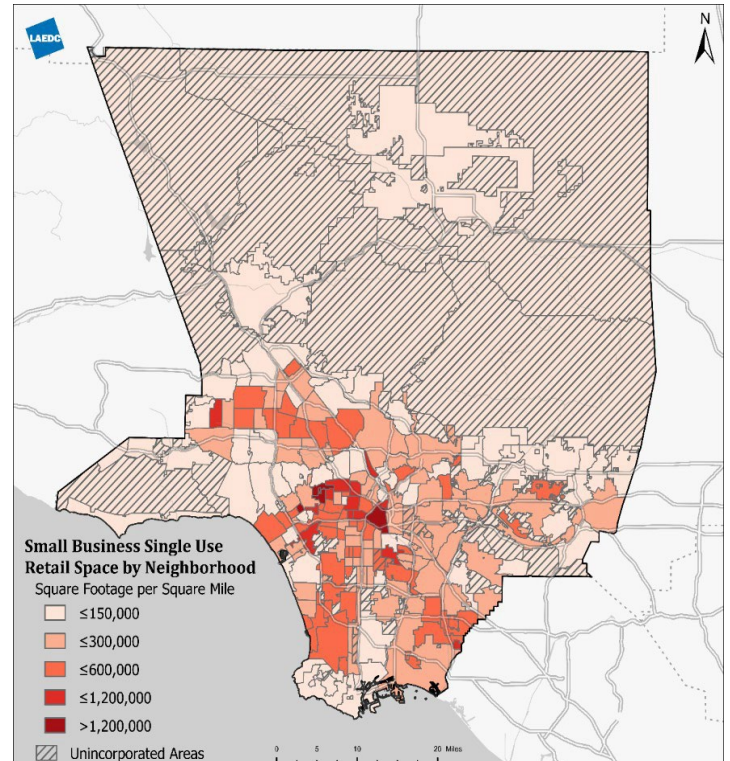 LAEDC
N
Small Business Single Use
Retail Space by Neighborhood
Square Footage per Square Mile
≤150,000
≤300,000
≤600,000
≤1,200,000
>1,200,000
Unincorporated Areas
0 5 10 20 Miles